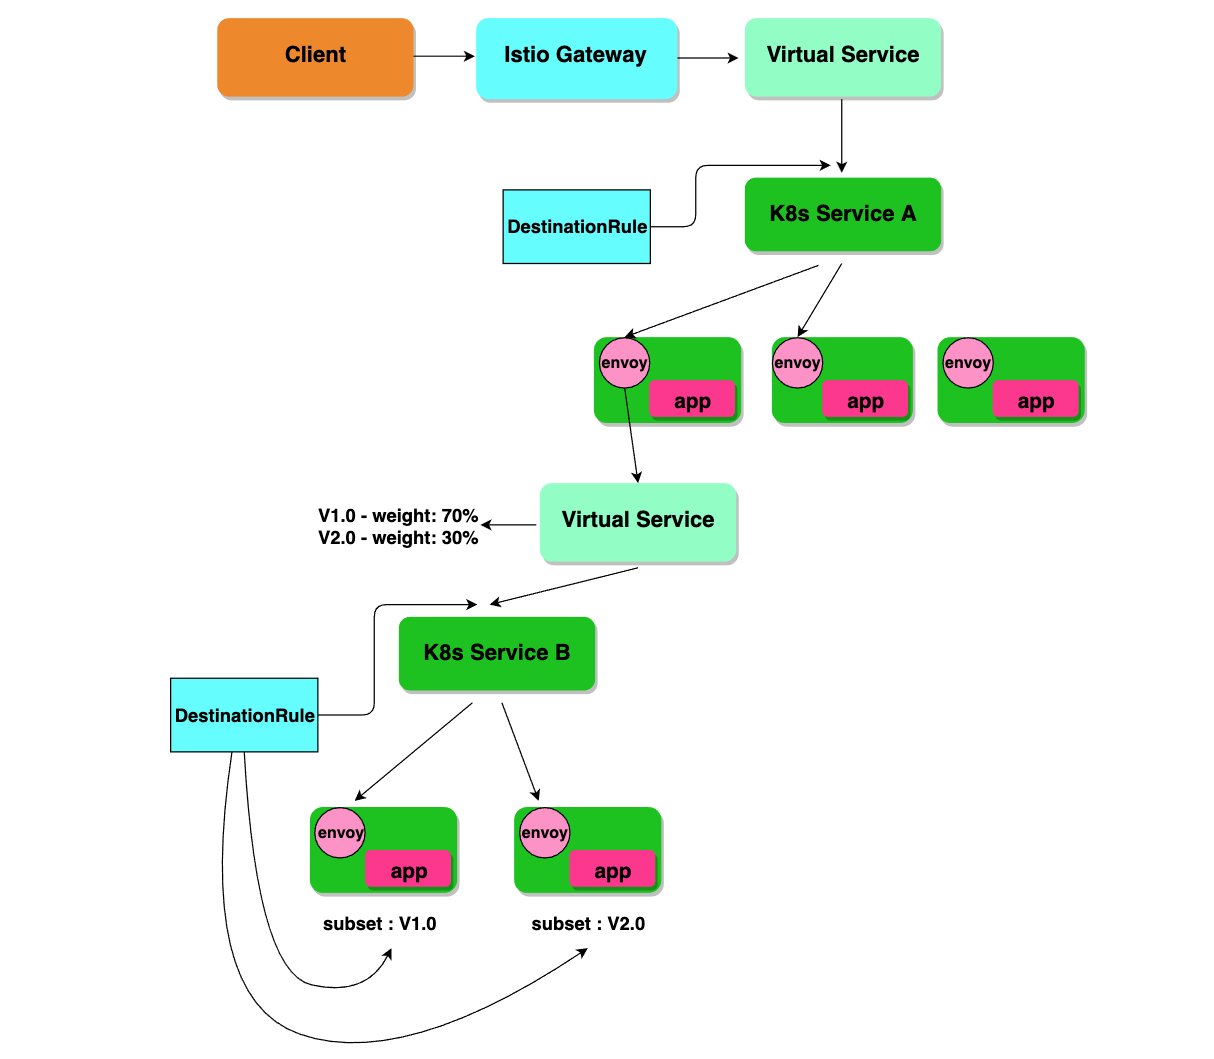 Client
Istio Gateway
Virtual Service
DestinationRule
K8s Service A
envoy
app
envoy
app
envoy
app
V1.0 - weight: 70%
V2.0 - weight: 30%
Virtual Service
K8s Service B
DestinationRule
envoy
app
envoy
app
subset : V1.0
subset : V2.0